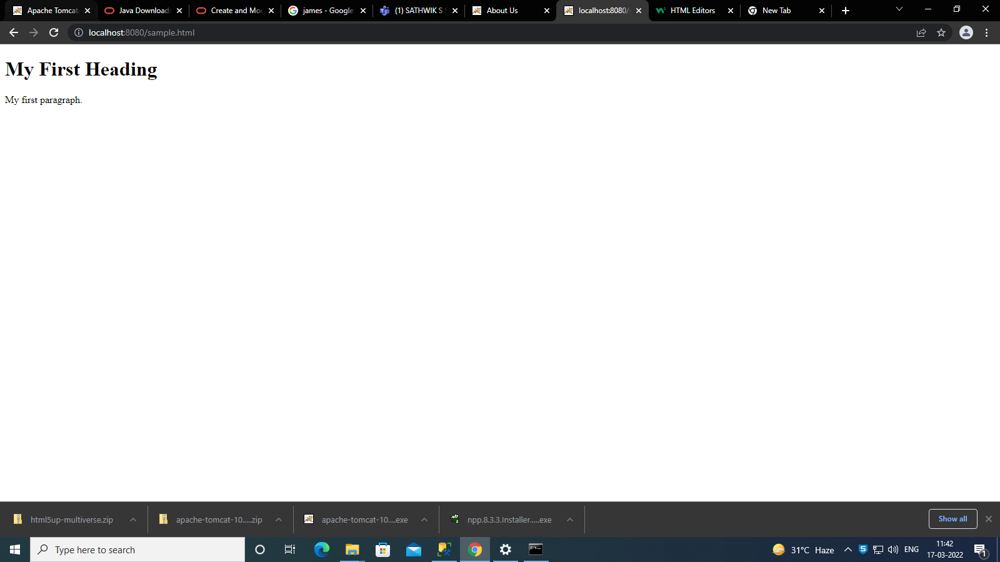 Apache Tomcat
Java Downloads
Create and Mod
james - Google
(1) SATHWIK S S
About Us
localhost:8080/
HTML Editors
New Tab
localhost:8080/sample.html
My First Heading
My first paragraph.
html5up-multiverse.zip
apache-tomcat-10.....zip
apache-tomcat-10....exe
npp.8.3.3.Installer.....exe
Show all
Type here to search
31°C Haze
ENG
11:42
17-03-2022
1